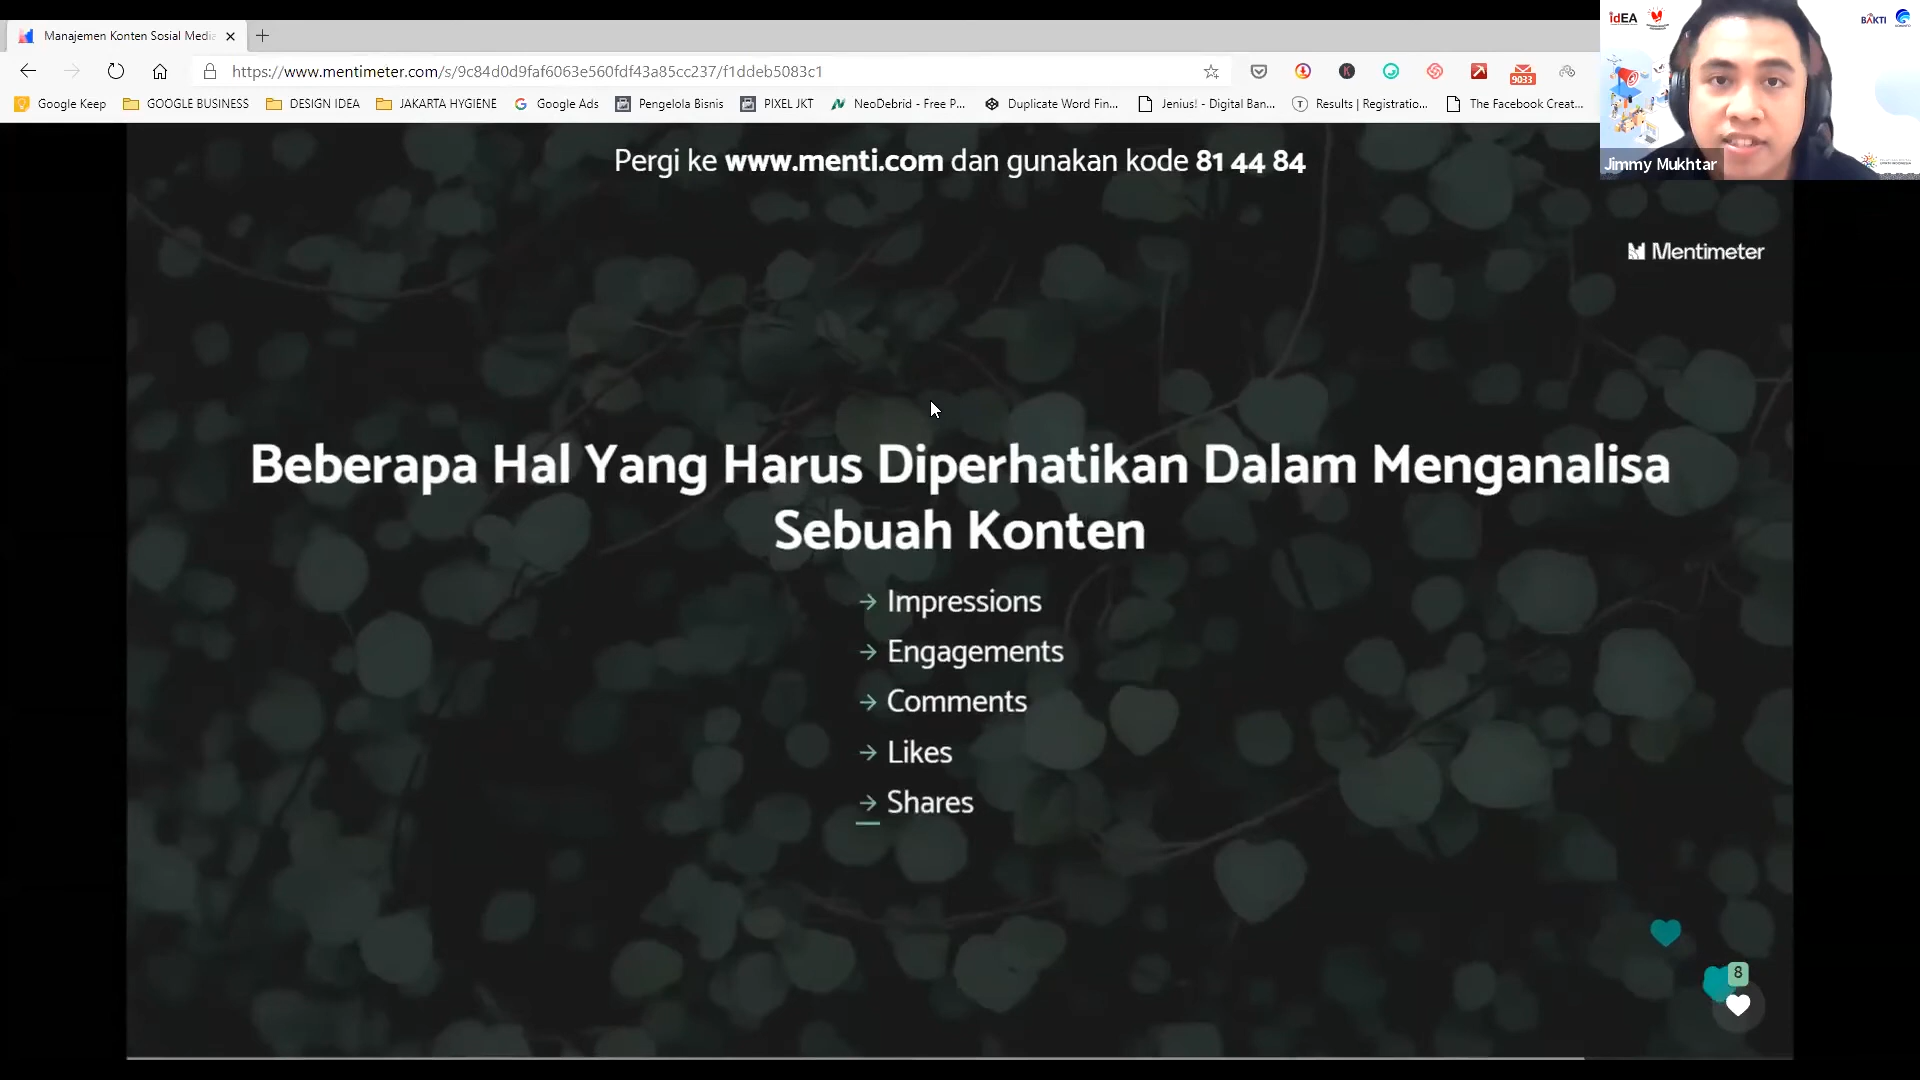 Manajemen Konten Sosial Media
https://www.mentimeter.com/s/9c84d0d9faf6063e560fdf43a85cc237/f1ddeb5083c1
9033
Google Keep GOOGLE BUSINESS DESIGN IDEA JAKARTA HYGIENE Google Ads Pengelola Bisnis PIXEL JKT NeoDebrid - Free P... Duplicate Word Fin... Jenius! - Digital Ban... Results | Registratio... The Facebook Creat...
idEA
BAKTI
Jimmy Mukhtar
Pergi ke www.menti.com dan gunakan kode 81 44 84
Mentimeter
Beberapa Hal Yang Harus Diperhatikan Dalam Menganalisa
Sebuah Konten
→ Impressions
→ Engagements
→ Comments
→ Likes
→ Shares
8